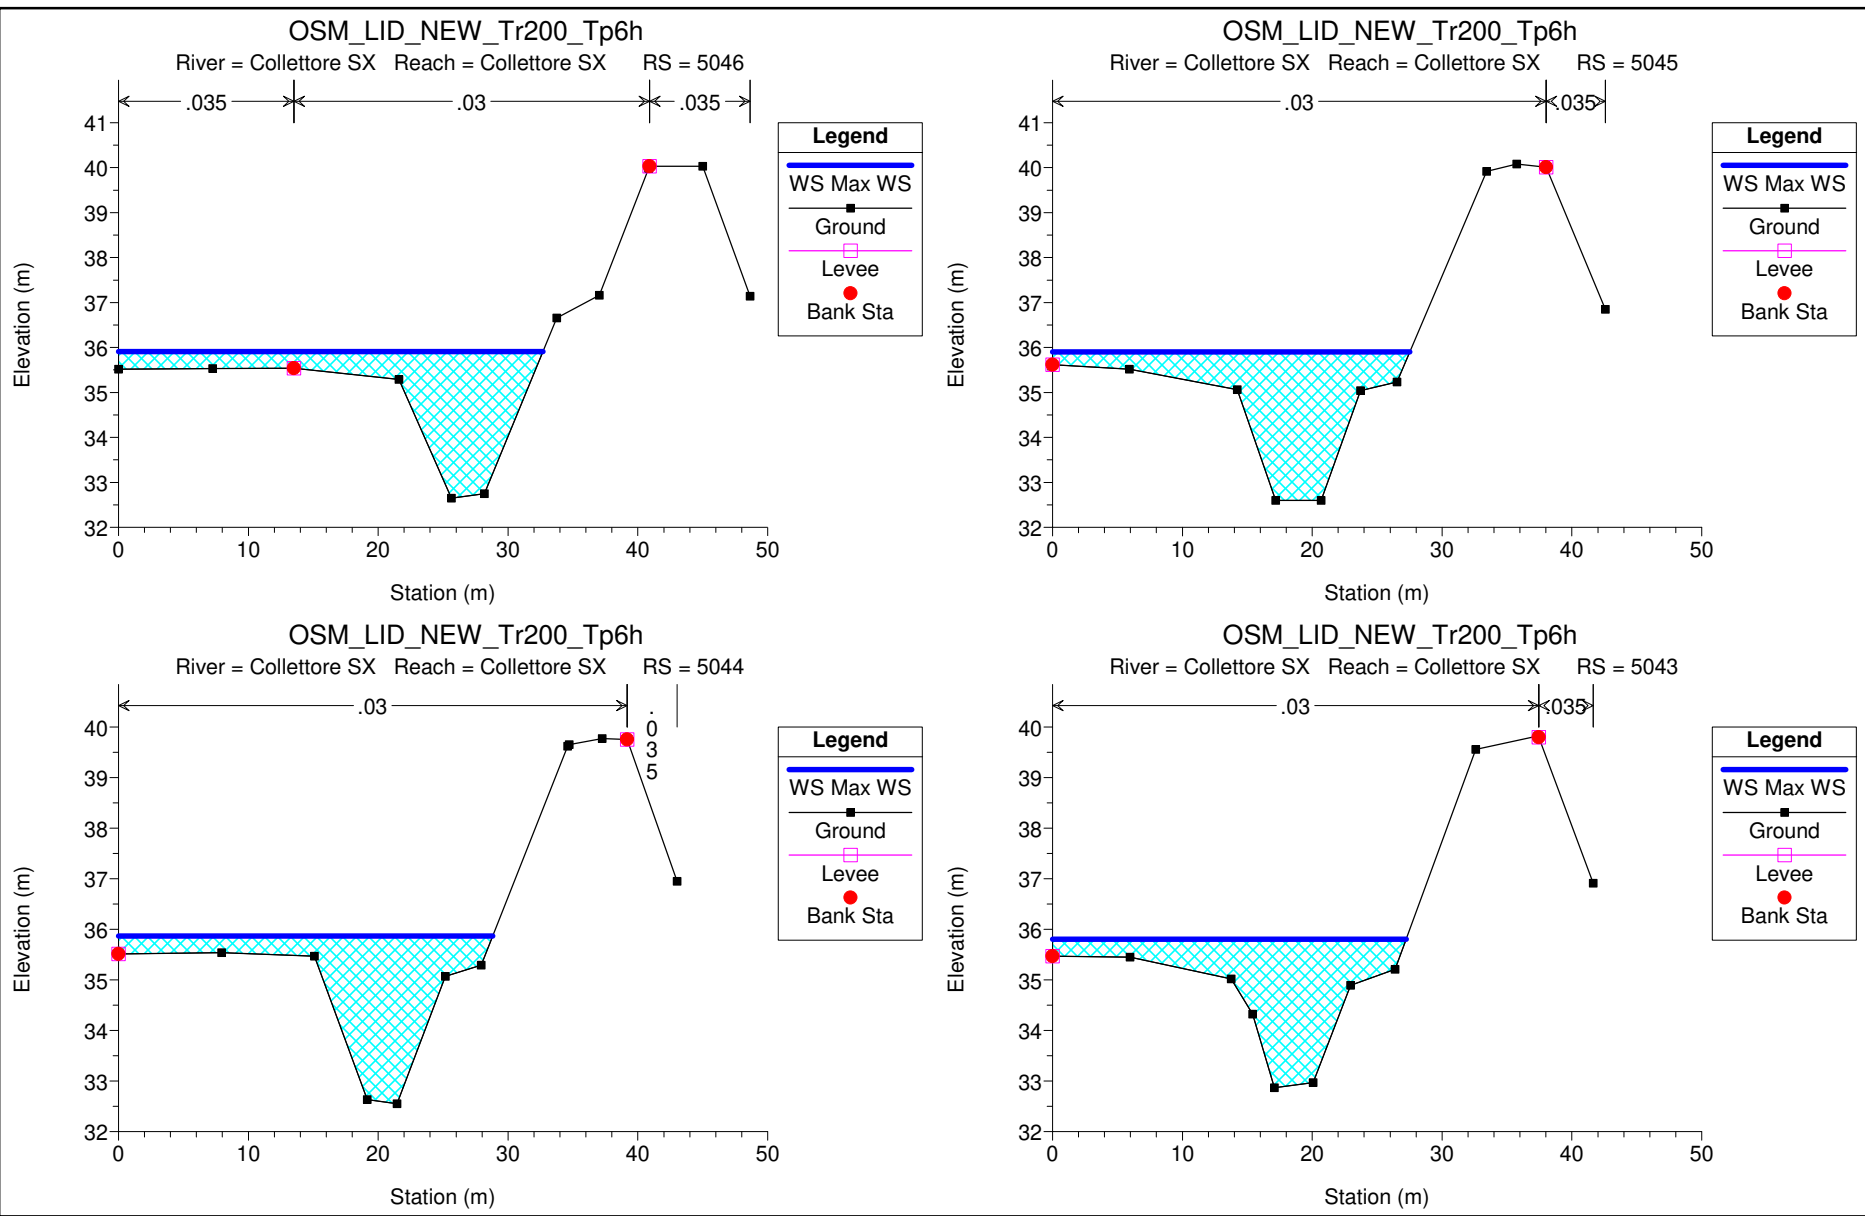 OSM_LID_NEW_Tr200_Tp6h
River = Collettore SX Reach = Collettore SX RS = 5046
.035 .03 .035
41
40
39
38
37
36
35
34
33
32
0 10 20 30 40 50
Station (m)
Elevation (m)
Legend
WS Max WS
Ground
Levee
Bank Sta
OSM_LID_NEW_Tr200_Tp6h
River = Collettore SX Reach = Collettore SX RS = 5045
.03 .035
41
40
39
38
37
36
35
34
33
32
0 10 20 30 40 50
Station (m)
Elevation (m)
Legend
WS Max WS
Ground
Levee
Bank Sta
OSM_LID_NEW_Tr200_Tp6h
River = Collettore SX Reach = Collettore SX RS = 5044
.03 .035
40
39
38
37
36
35
34
33
32
0 10 20 30 40 50
Station (m)
Elevation (m)
Legend
WS Max WS
Ground
Levee
Bank Sta
OSM_LID_NEW_Tr200_Tp6h
River = Collettore SX Reach = Collettore SX RS = 5043
.03 .035
40
39
38
37
36
35
34
33
32
0 10 20 30 40 50
Station (m)
Elevation (m)
Legend
WS Max WS
Ground
Levee
Bank Sta